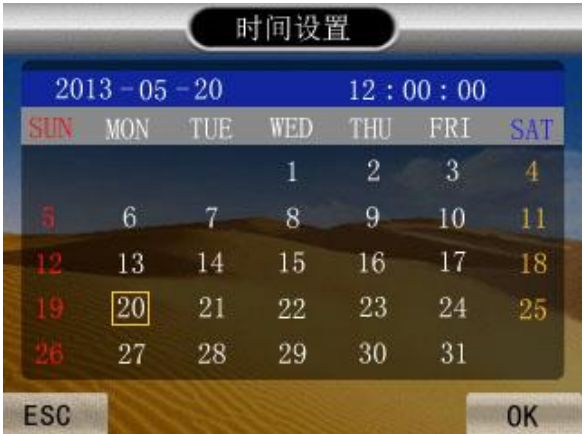 时间设置
2013-05-20 12:00:00
SUN MON TUE WED THU FRI SAT
1 2 3 4
5 6 7 8 9 10 11
12 13 14 15 16 17 18
19 20 21 22 23 24 25
26 27 28 29 30 31
ESC OK